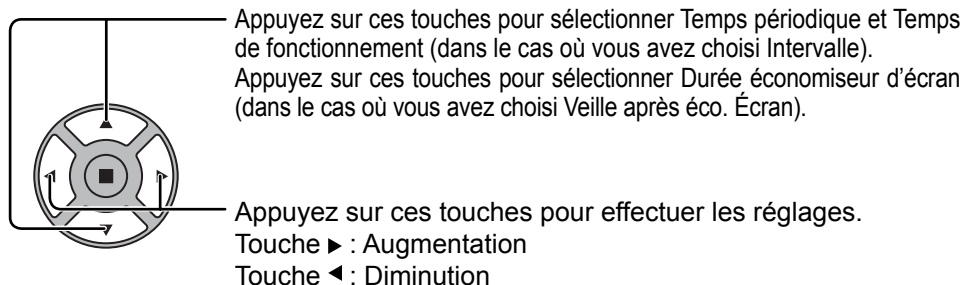 Appuyez sur ces touches pour sélectionner Temps périodique et Temps
de fonctionnement (dans le cas où vous avez choisi Intervalle).
Appuyez sur ces touches pour sélectionner Durée économiseur d'écran
(dans le cas où vous avez choisi Veille après éco. Écran).
Appuyez sur ces touches pour effectuer les réglages.
Touche ▶ : Augmentation
Touche ◀ : Diminution